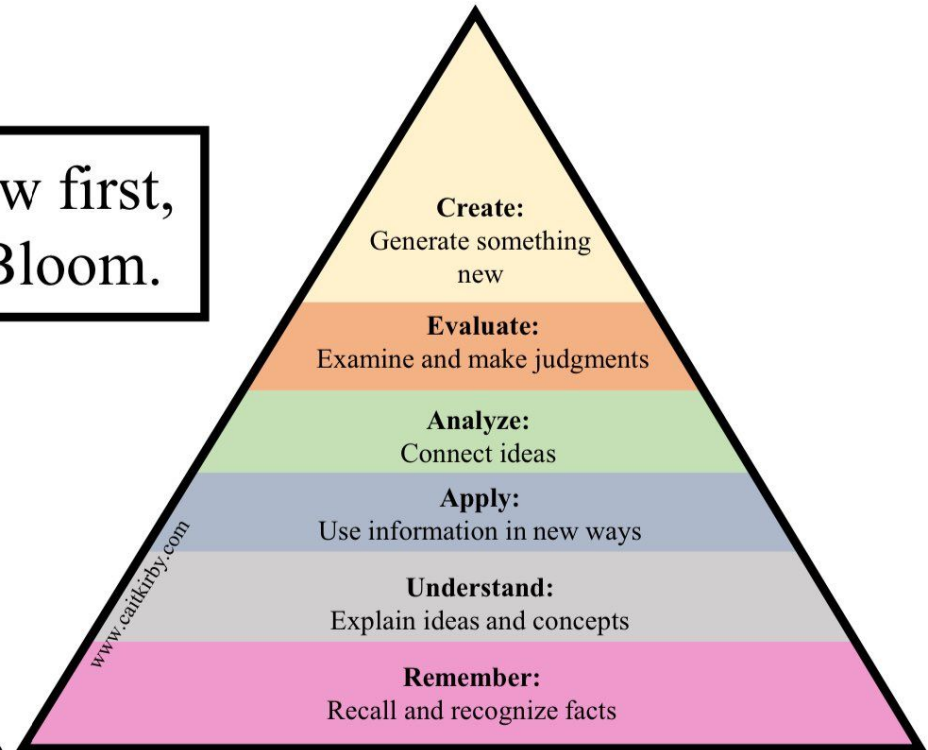 w first,
Bloom.
Create:
Generate something
new
Evaluate:
Examine and make judgments
Analyze:
Connect ideas
Apply:
Use information in new ways
Understand:
Explain ideas and concepts
Remember:
Recall and recognize facts
www.caitkirby.com